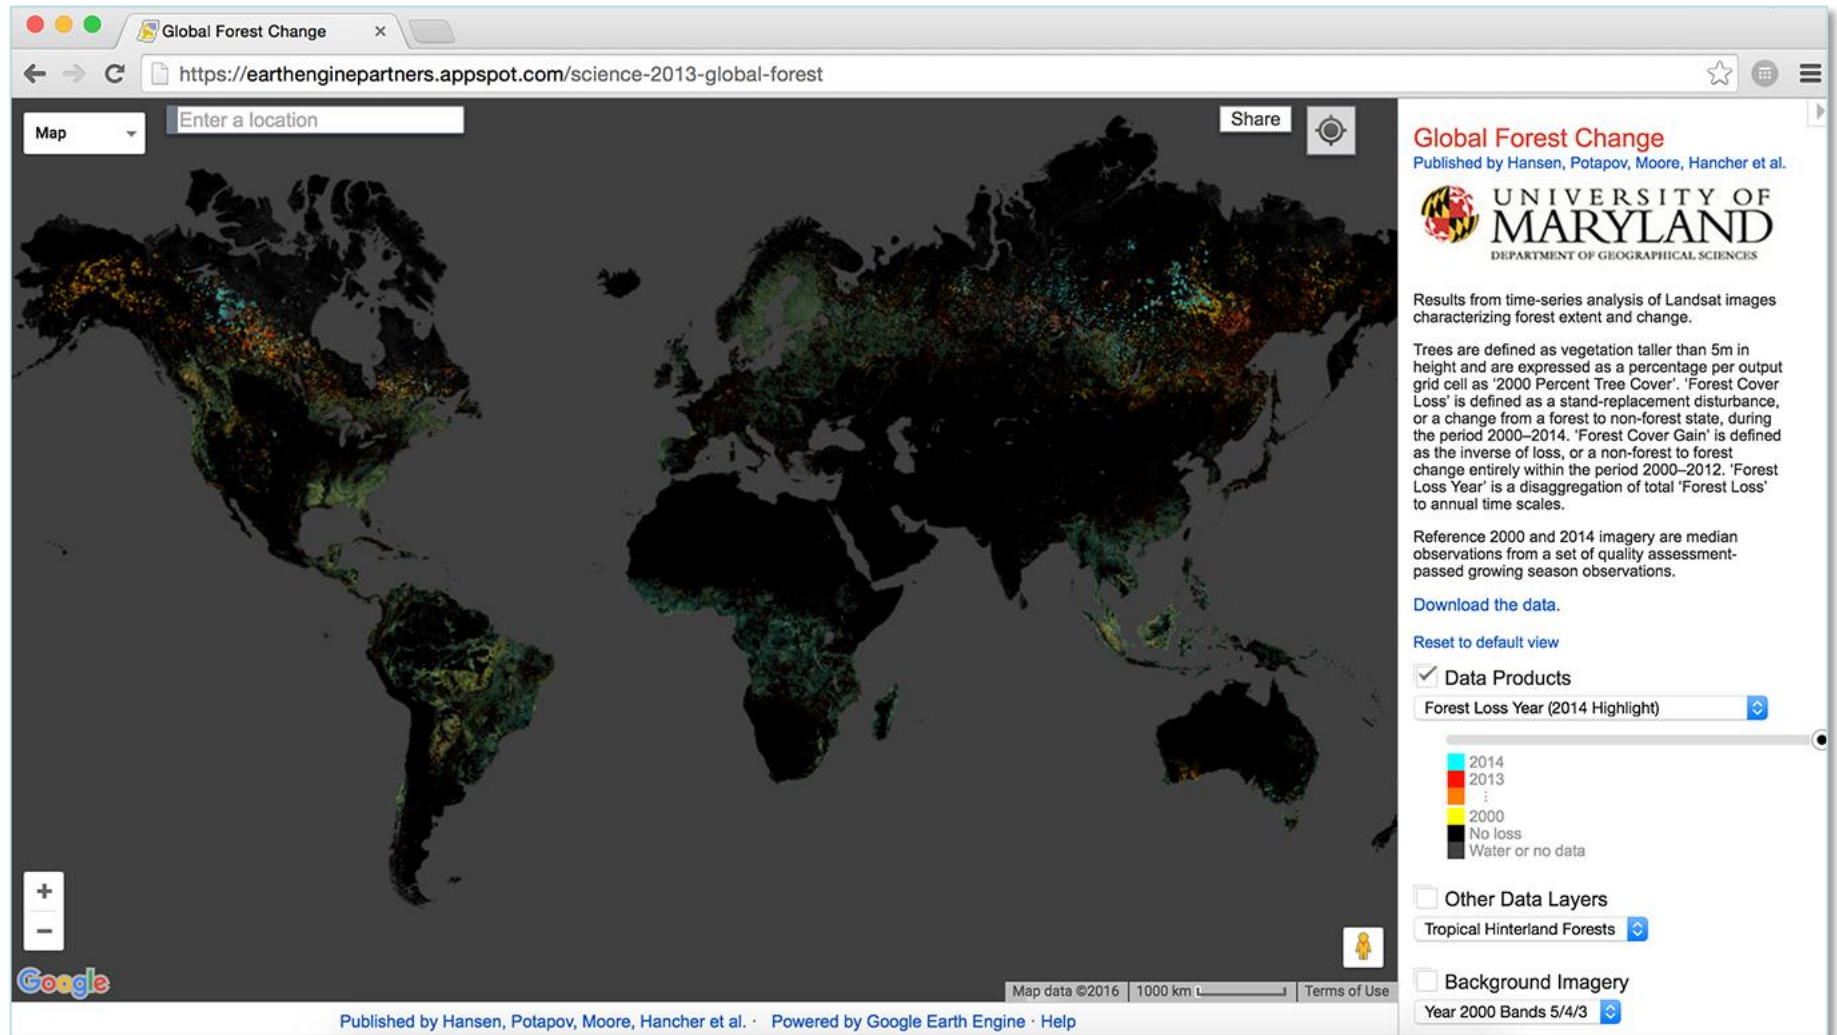 Global Forest Change
https://earthenginepartners.appspot.com/science-2013-global-forest
Map
Enter a location
Share
Google
Map data ©2016
1000 km
Terms of Use
Published by Hansen, Potapov, Moore, Hancher et al. · Powered by Google Earth Engine · Help
Global Forest Change
Published by Hansen, Potapov, Moore, Hancher et al.
UNIVERSITY OF
MARYLAND
DEPARTMENT OF GEOGRAPHICAL SCIENCES
Results from time-series analysis of Landsat images
characterizing forest extent and change.
Trees are defined as vegetation taller than 5m in
height and are expressed as a percentage per output
grid cell as '2000 Percent Tree Cover'. 'Forest Cover
Loss' is defined as a stand-replacement disturbance,
or a change from a forest to non-forest state, during
the period 2000–2014. 'Forest Cover Gain' is defined
as the inverse of loss, or a non-forest to forest
change entirely within the period 2000–2012. 'Forest
Loss Year' is a disaggregation of total 'Forest Loss'
to annual time scales.
Reference 2000 and 2014 imagery are median
observations from a set of quality assessment-
passed growing season observations.
Download the data.
Reset to default view
Data Products
Forest Loss Year (2014 Highlight)
2014
2013
⋮
2000
No loss
Water or no data
Other Data Layers
Tropical Hinterland Forests
Background Imagery
Year 2000 Bands 5/4/3